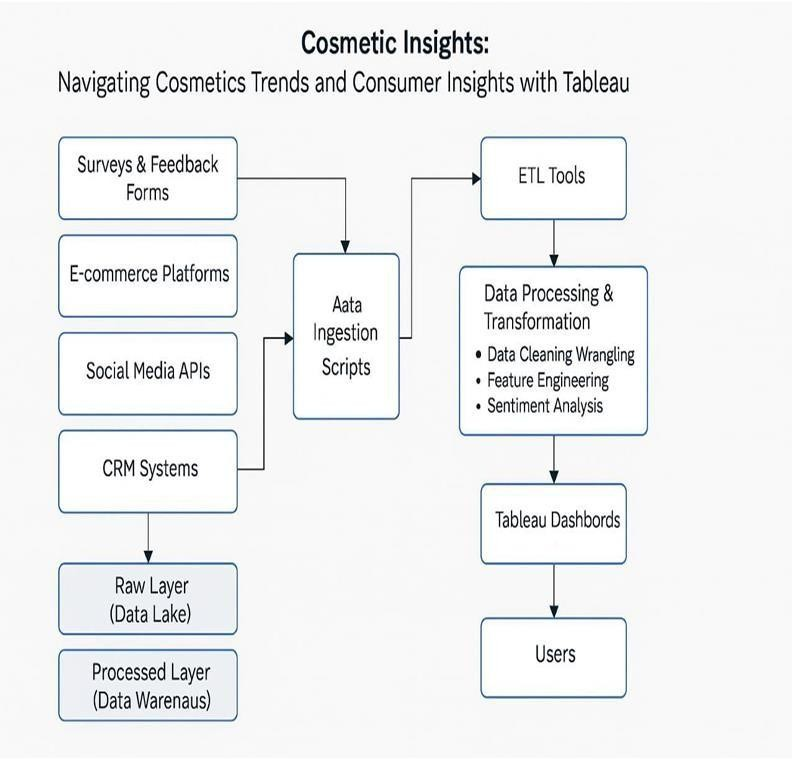 Cosmetic Insights:
Navigating Cosmetics Trends and Consumer Insights with Tableau
Surveys & Feedback
Forms
E-commerce Platforms
Social Media APIs
CRM Systems
Raw Layer
(Data Lake)
Processed Layer
(Data Warenaus)
Aata
Ingestion
Scripts
ETL Tools
Data Processing &
Transformation
• Data Cleaning Wrangling
• Feature Engineering
• Sentiment Analysis
Tableau Dashbords
Users